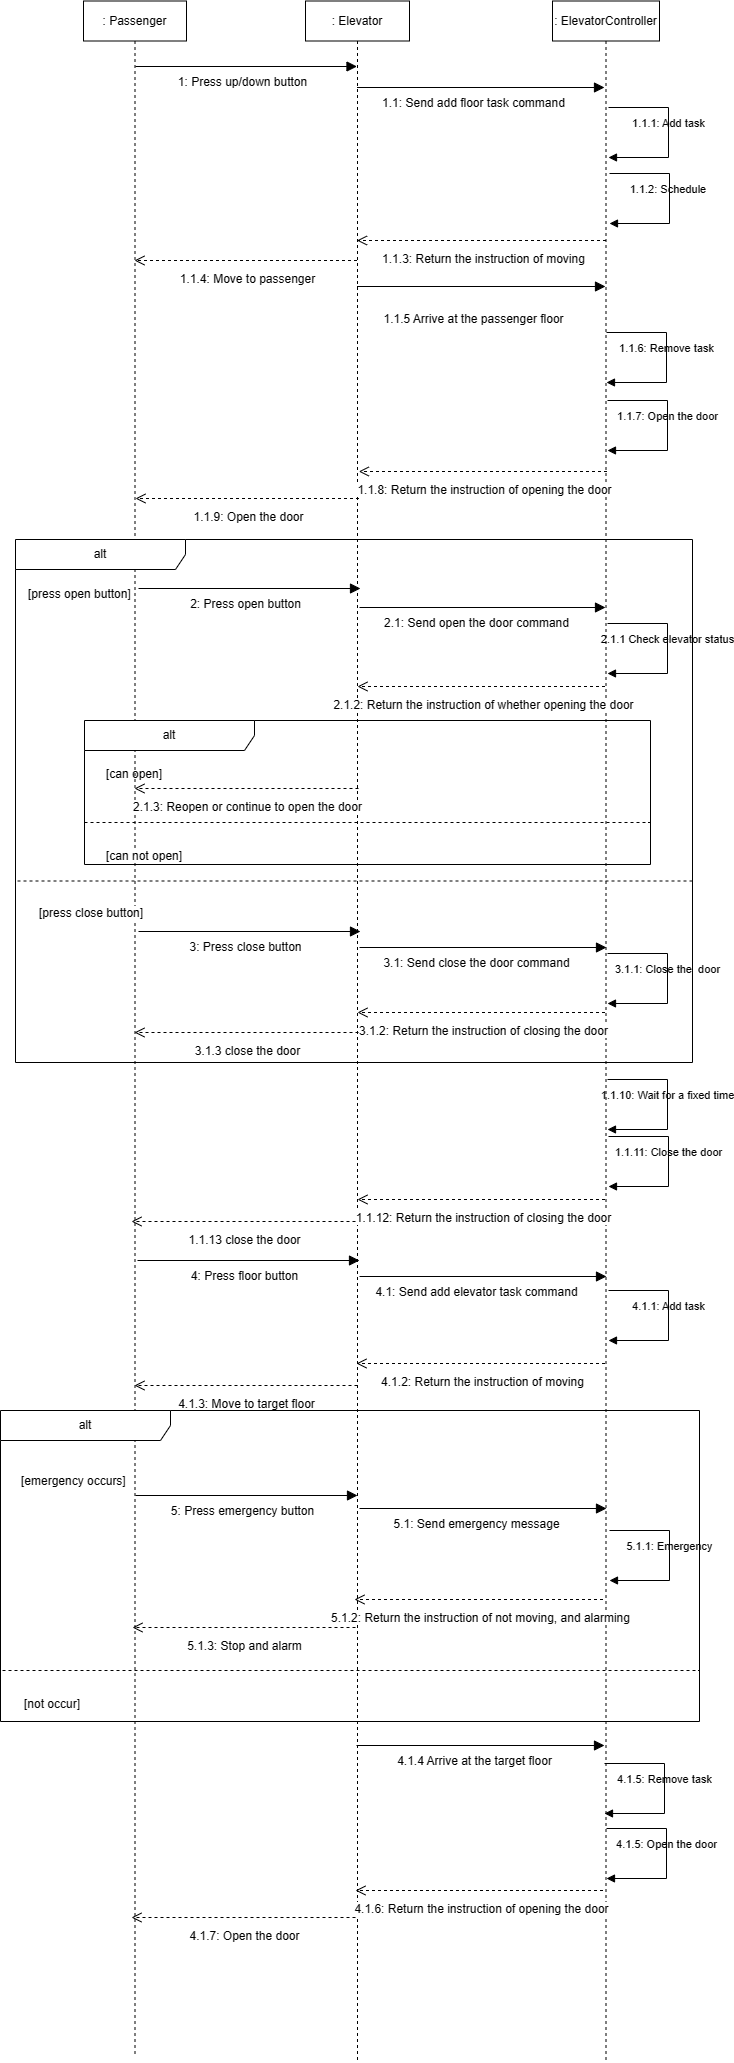 : Passenger
: Elevator
: ElevatorController
1: Press up/down button
1.1: Send add floor task command
1.1.1: Add task
1.1.2: Schedule
1.1.3: Return the instruction of moving
1.1.4: Move to passenger
1.1.5 Arrive at the passenger floor
1.1.6: Remove task
1.1.7: Open the door
1.1.8: Return the instruction of opening the door
1.1.9: Open the door
alt
[press open button]
2: Press open button
2.1: Send open the door command
2.1.1 Check elevator status
2.1.2: Return the instruction of whether opening the door
alt
[can open]
2.1.3: Reopen or continue to open the door
[can not open]
[press close button]
3: Press close button
3.1: Send close the door command
3.1.1: Close the door
3.1.2: Return the instruction of closing the door
3.1.3 close the door
1.1.10: Wait for a fixed time
1.1.11: Close the door
1.1.12: Return the instruction of closing the door
1.1.13 close the door
4: Press floor button
4.1: Send add elevator task command
4.1.1: Add task
4.1.2: Return the instruction of moving
4.1.3: Move to target floor
alt
[emergency occurs]
5: Press emergency button
5.1: Send emergency message
5.1.1: Emergency
5.1.2: Return the instruction of not moving, and alarming
5.1.3: Stop and alarm
[not occur]
4.1.4 Arrive at the target floor
4.1.5: Remove task
4.1.5: Open the door
4.1.6: Return the instruction of opening the door
4.1.7: Open the door